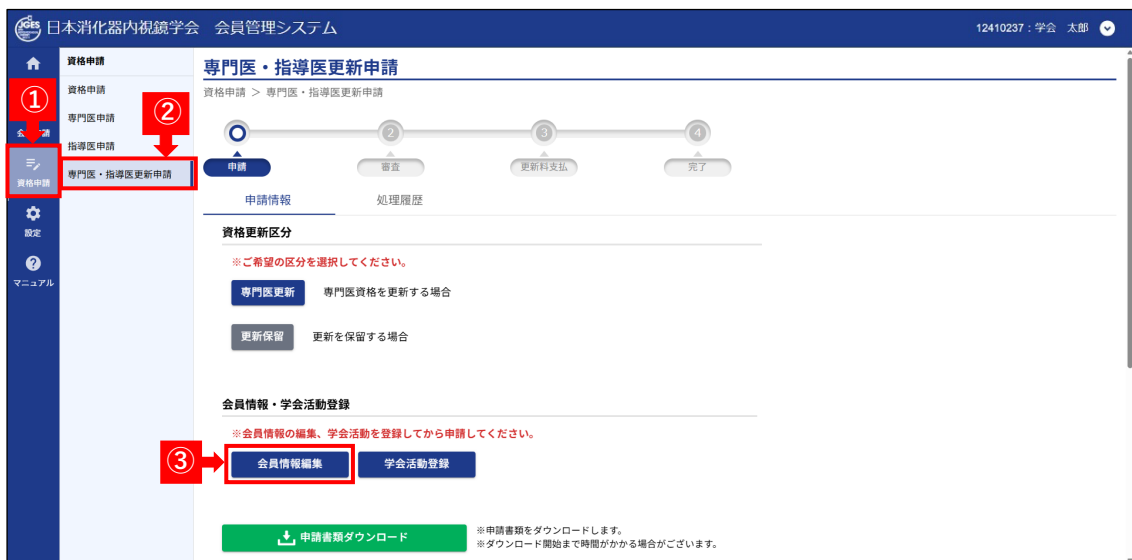 JGES 日本消化器内視鏡学会 会員管理システム
12410237：学会 太郎
①
資格申請
設定
マニュアル
資格申請
資格申請
専門医申請
②
指導医申請
専門医・指導医更新申請
専門医・指導医更新申請
資格申請 ＞ 専門医・指導医更新申請
② ③ ④
申請 審査 更新料支払 完了
申請情報 処理履歴
資格更新区分
※ご希望の区分を選択してください。
専門医更新 専門医資格を更新する場合
更新保留 更新を保留する場合
会員情報・学会活動登録
※会員情報の編集、学会活動を登録してから申請してください。
③
会員情報編集 学会活動登録
申請書類ダウンロード
※申請書類をダウンロードします。
※ダウンロード開始まで時間がかかる場合がございます。